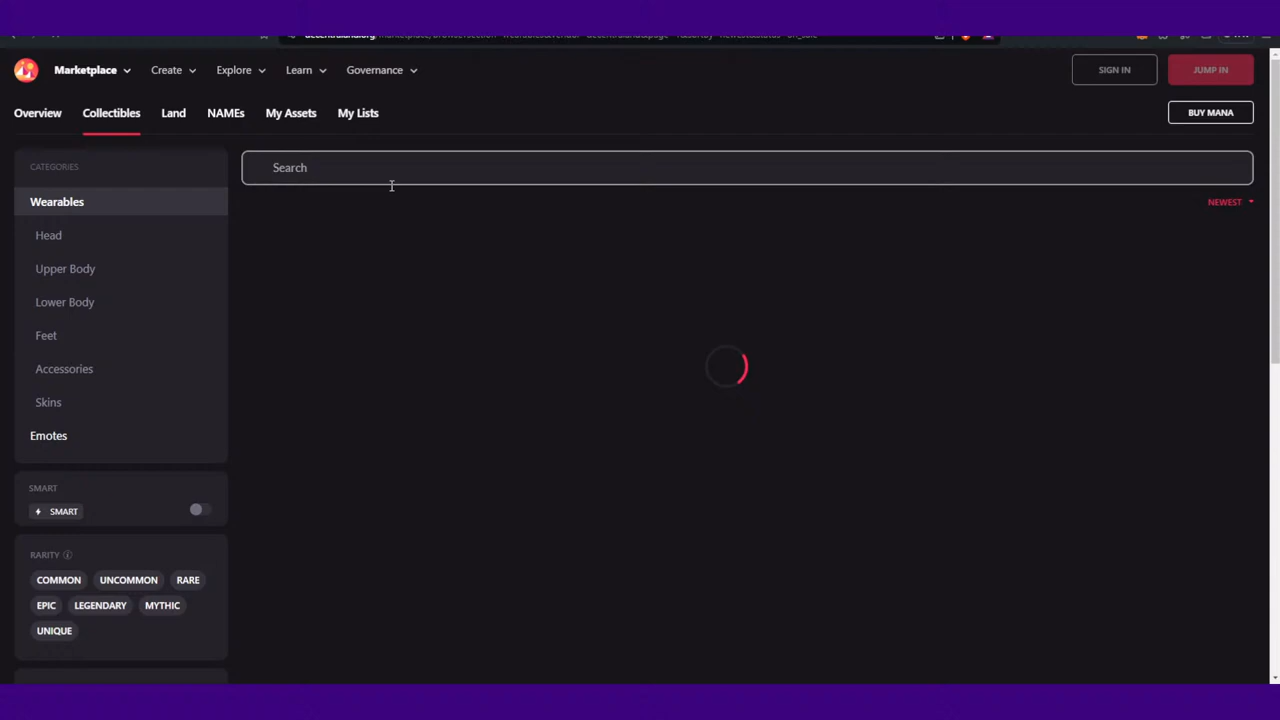 Marketplace Create Explore Learn Governance SIGN IN JUMP IN
Overview Collectibles Land NAMEs My Assets My Lists BUY MANA
CATEGORIES
Search
Wearables
NEWEST
Head
Upper Body
Lower Body
Feet
Accessories
Skins
Emotes
SMART
SMART
RARITY
COMMON UNCOMMON RARE
EPIC LEGENDARY MYTHIC
UNIQUE